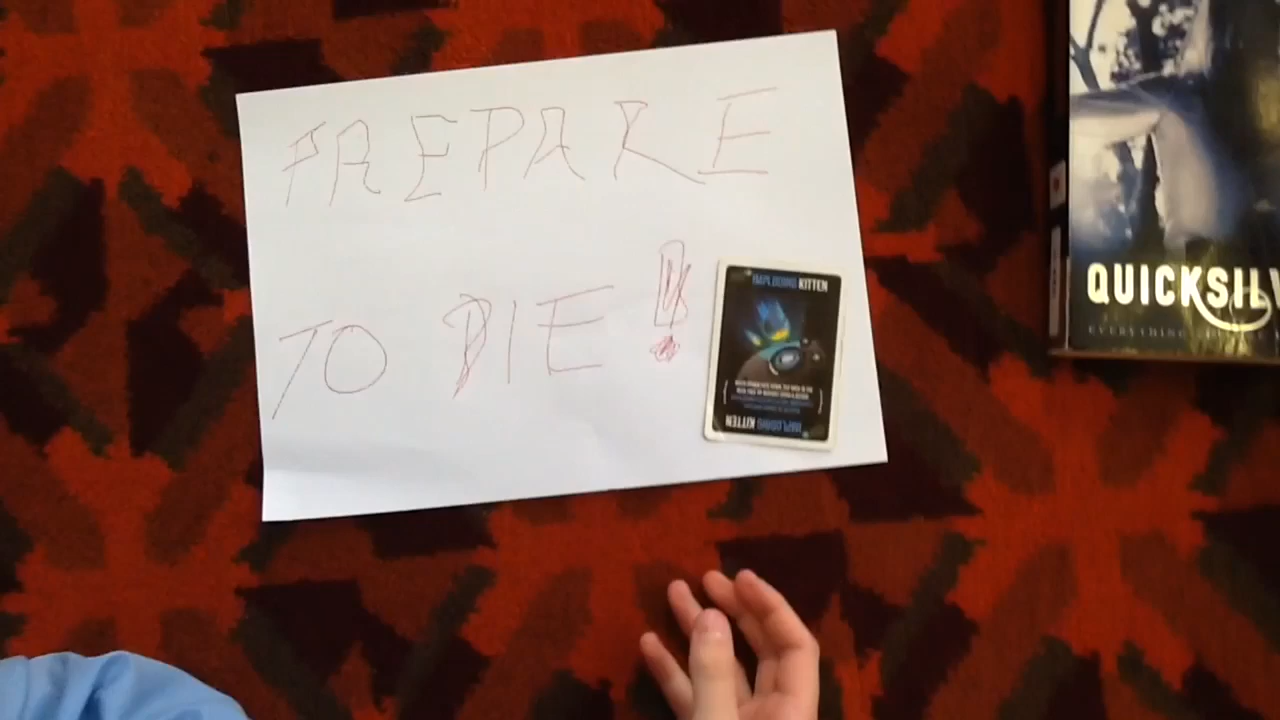 PREPARE
TO DIE!
IMPLODING KITTEN
IMPLODING KITTEN
QUICKSILV